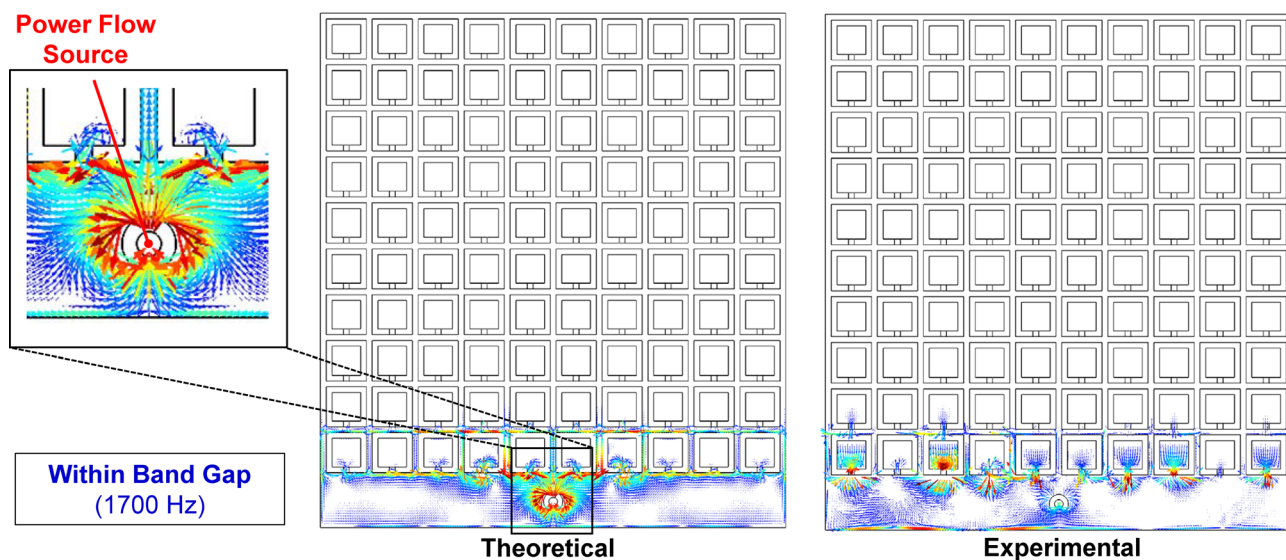 Power Flow
Source
Within Band Gap
(1700 Hz)
Theoretical
Experimental